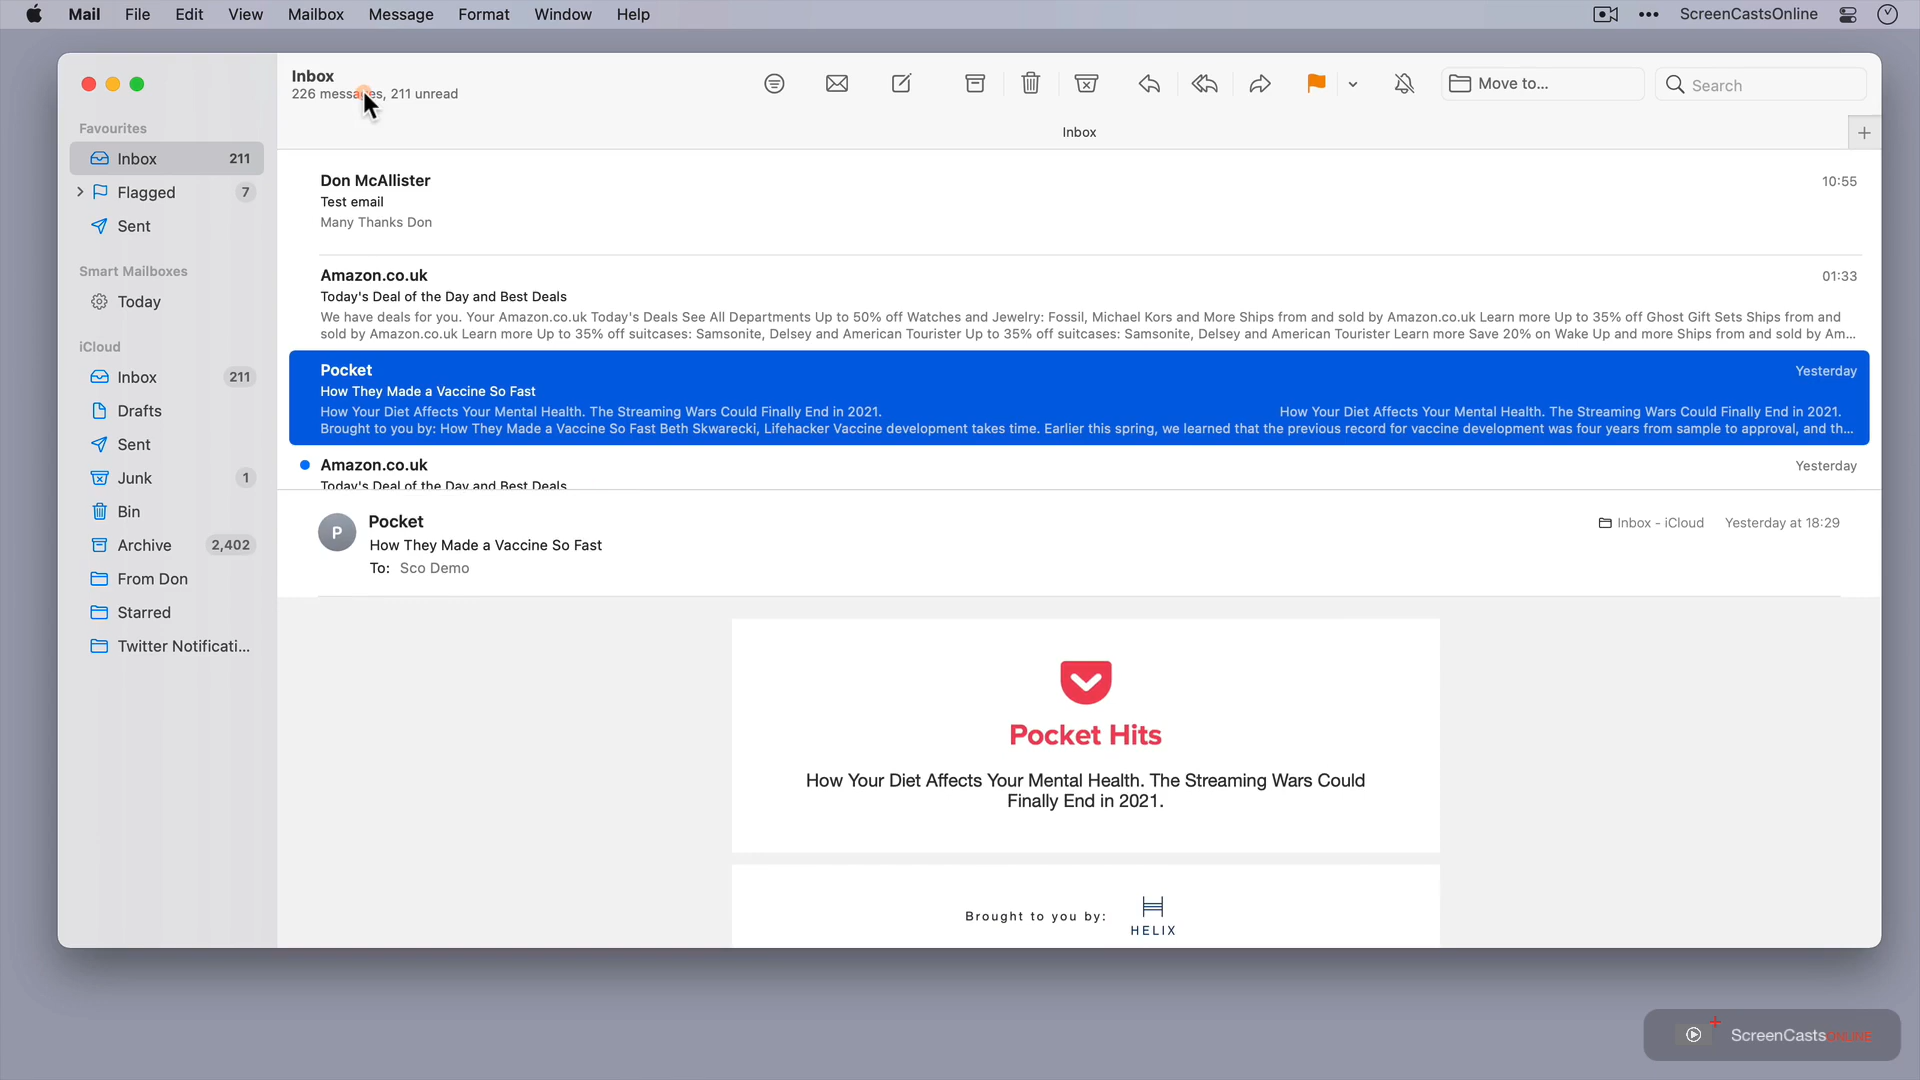 Mail File Edit View Mailbox Message Format Window Help ScreenCastsOnline
Inbox
226 messages, 211 unread
Move to...
Search
Inbox
Favourites
Inbox 211
Flagged 7
Sent
Smart Mailboxes
Today
iCloud
Inbox 211
Drafts
Sent
Junk 1
Bin
Archive 2,402
From Don
Starred
Twitter Notificati...
Don McAllister 10:55
Test email
Many Thanks Don
Amazon.co.uk 01:33
Today's Deal of the Day and Best Deals
We have deals for you. Your Amazon.co.uk Today's Deals See All Departments Up to 50% off Watches and Jewelry: Fossil, Michael Kors and More Ships from and sold by Amazon.co.uk Learn more Up to 35% off Ghost Gift Sets Ships from and
sold by Amazon.co.uk Learn more Up to 35% off suitcases: Samsonite, Delsey and American Tourister Up to 35% off suitcases: Samsonite, Delsey and American Tourister Learn more Save 20% on Wake Up and more Ships from and sold by Am...
Pocket Yesterday
How They Made a Vaccine So Fast
How Your Diet Affects Your Mental Health. The Streaming Wars Could Finally End in 2021. How Your Diet Affects Your Mental Health. The Streaming Wars Could Finally End in 2021.
Brought to you by: How They Made a Vaccine So Fast Beth Skwarecki, Lifehacker Vaccine development takes time. Earlier this spring, we learned that the previous record for vaccine development was four years from sample to approval, and th...
Amazon.co.uk Yesterday
Today's Deal of the Day and Best Deals
P
Pocket Inbox - iCloud Yesterday at 18:29
How They Made a Vaccine So Fast
To: Sco Demo
Pocket Hits
How Your Diet Affects Your Mental Health. The Streaming Wars Could
Finally End in 2021.
Brought to you by:
HELIX
ScreenCastsONLINE